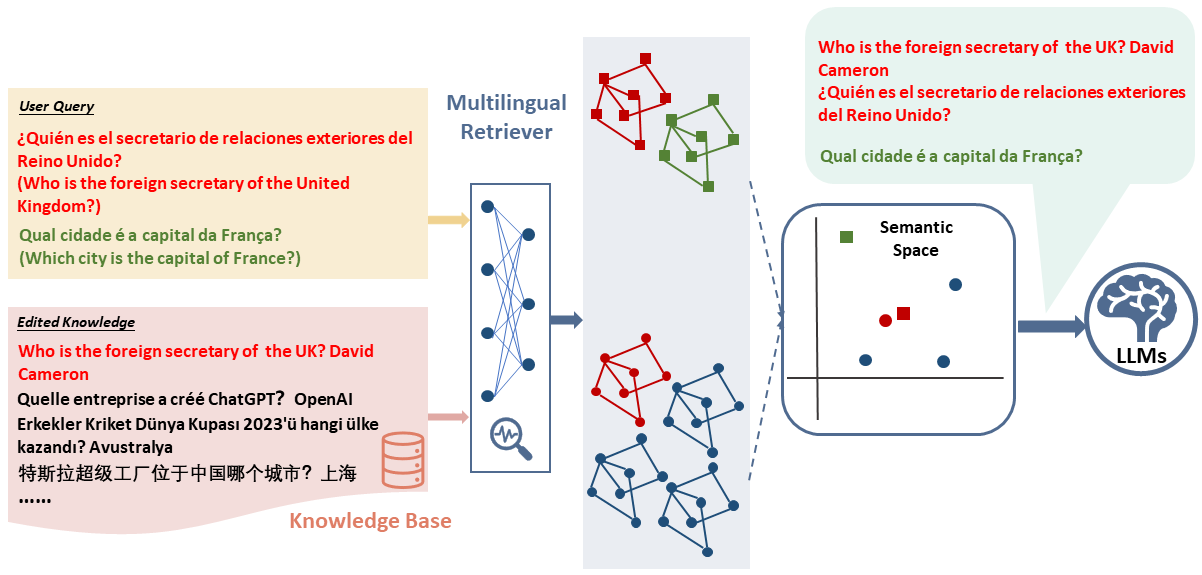 User Query
¿Quién es el secretario de relaciones exteriores del
Reino Unido?
(Who is the foreign secretary of the United
Kingdom?)
Qual cidade é a capital da França?
(Which city is the capital of France?)
Edited Knowledge
Who is the foreign secretary of the UK? David
Cameron
Quelle entreprise a créé ChatGPT? OpenAI
Erkekler Kriket Dünya Kupası 2023'ü hangi ülke
kazandı? Avustralya
特斯拉超级工厂位于中国哪个城市？上海
......
Knowledge Base
Multilingual
Retriever
Semantic
Space
Who is the foreign secretary of the UK? David
Cameron
¿Quién es el secretario de relaciones exteriores
del Reino Unido?
Qual cidade é a capital da França?
LLMs